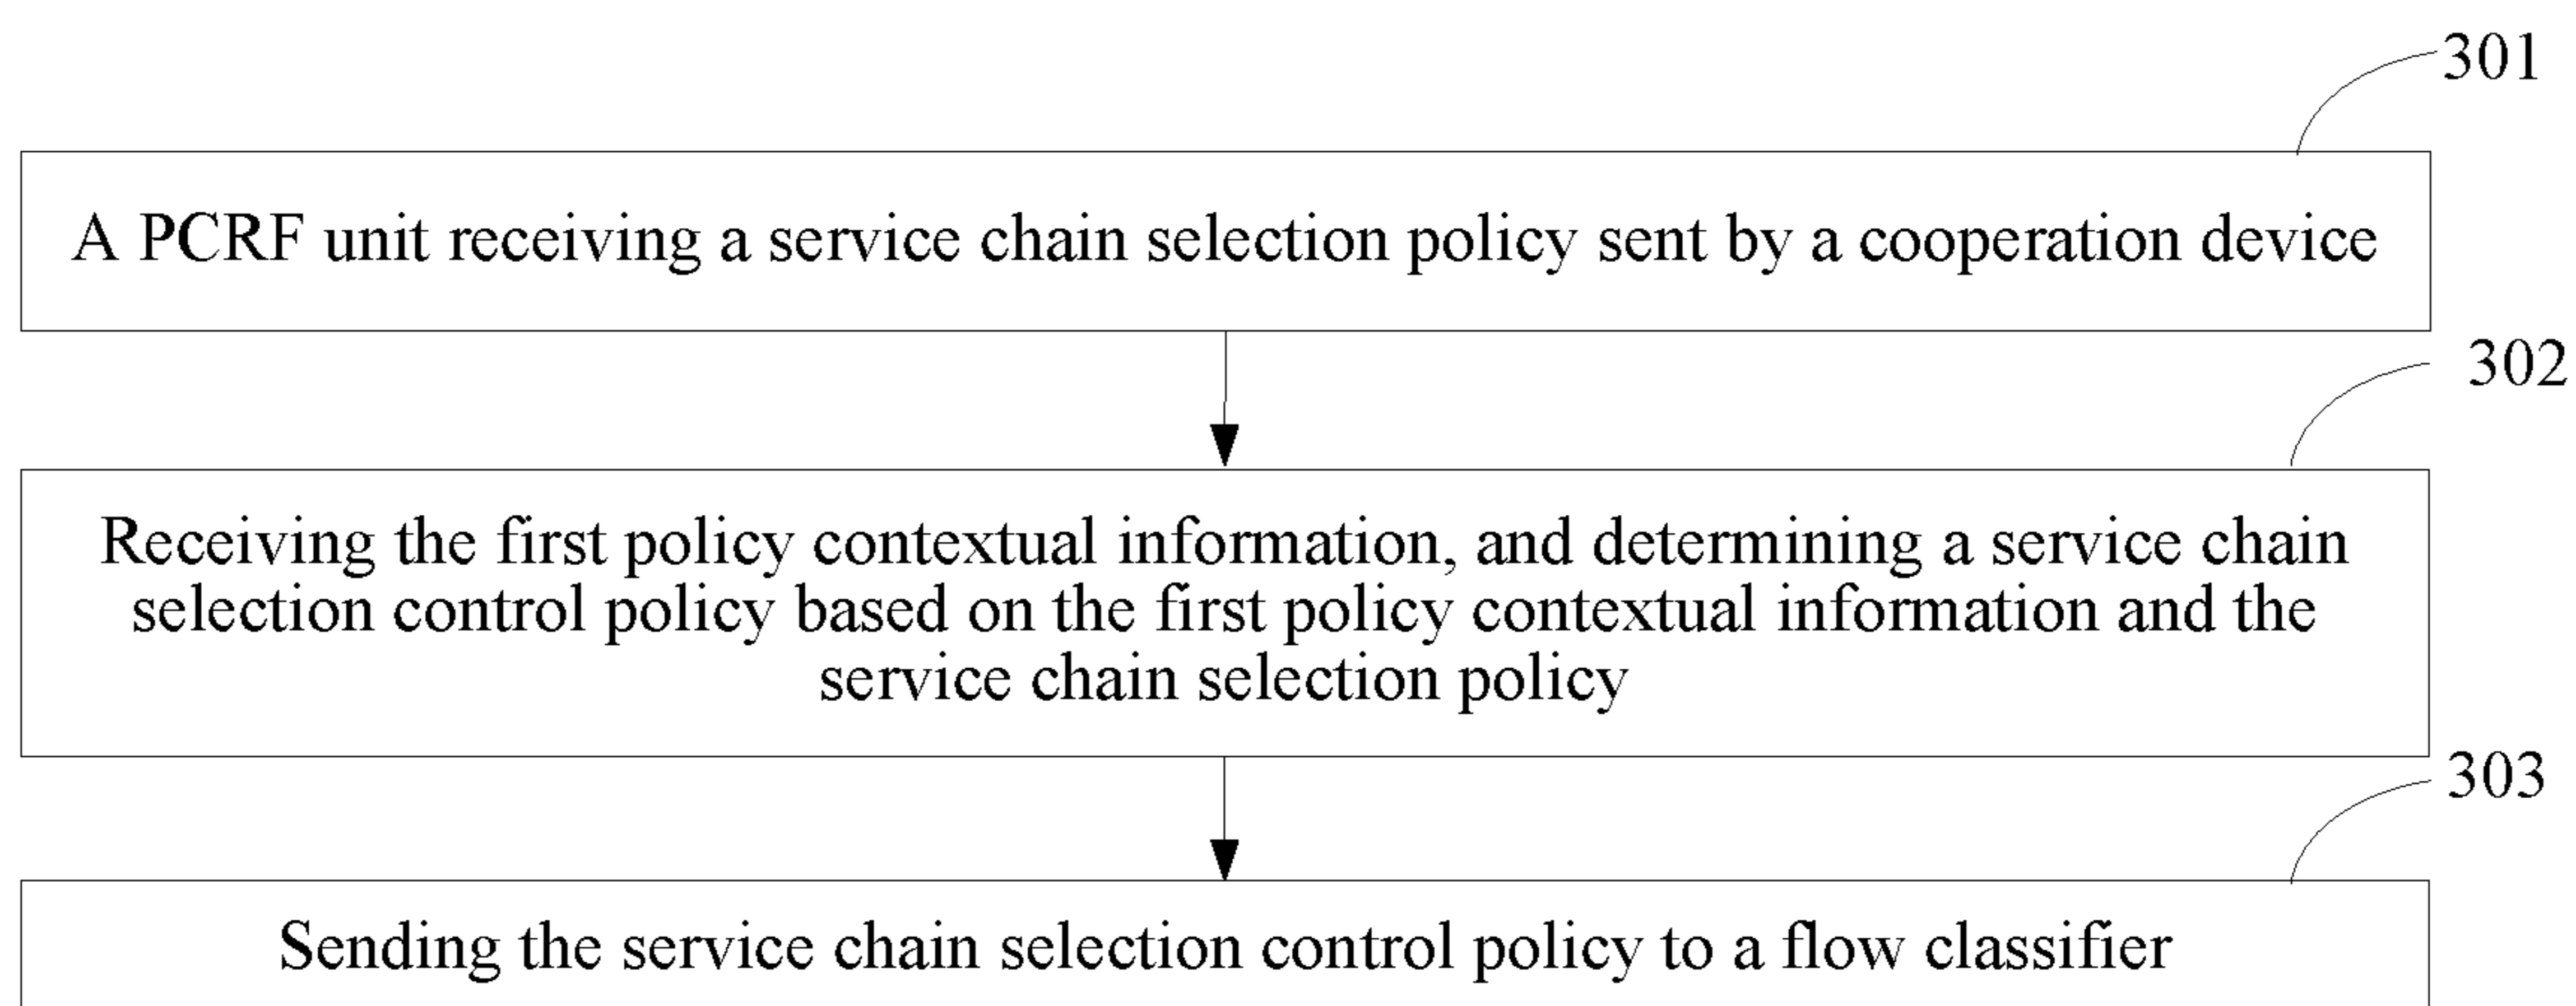 301
A PCRF unit receiving a service chain selection policy sent by a cooperation device
302
Receiving the first policy contextual information, and determining a service chain
selection control policy based on the first policy contextual information and the
service chain selection policy
303
Sending the service chain selection control policy to a flow classifier